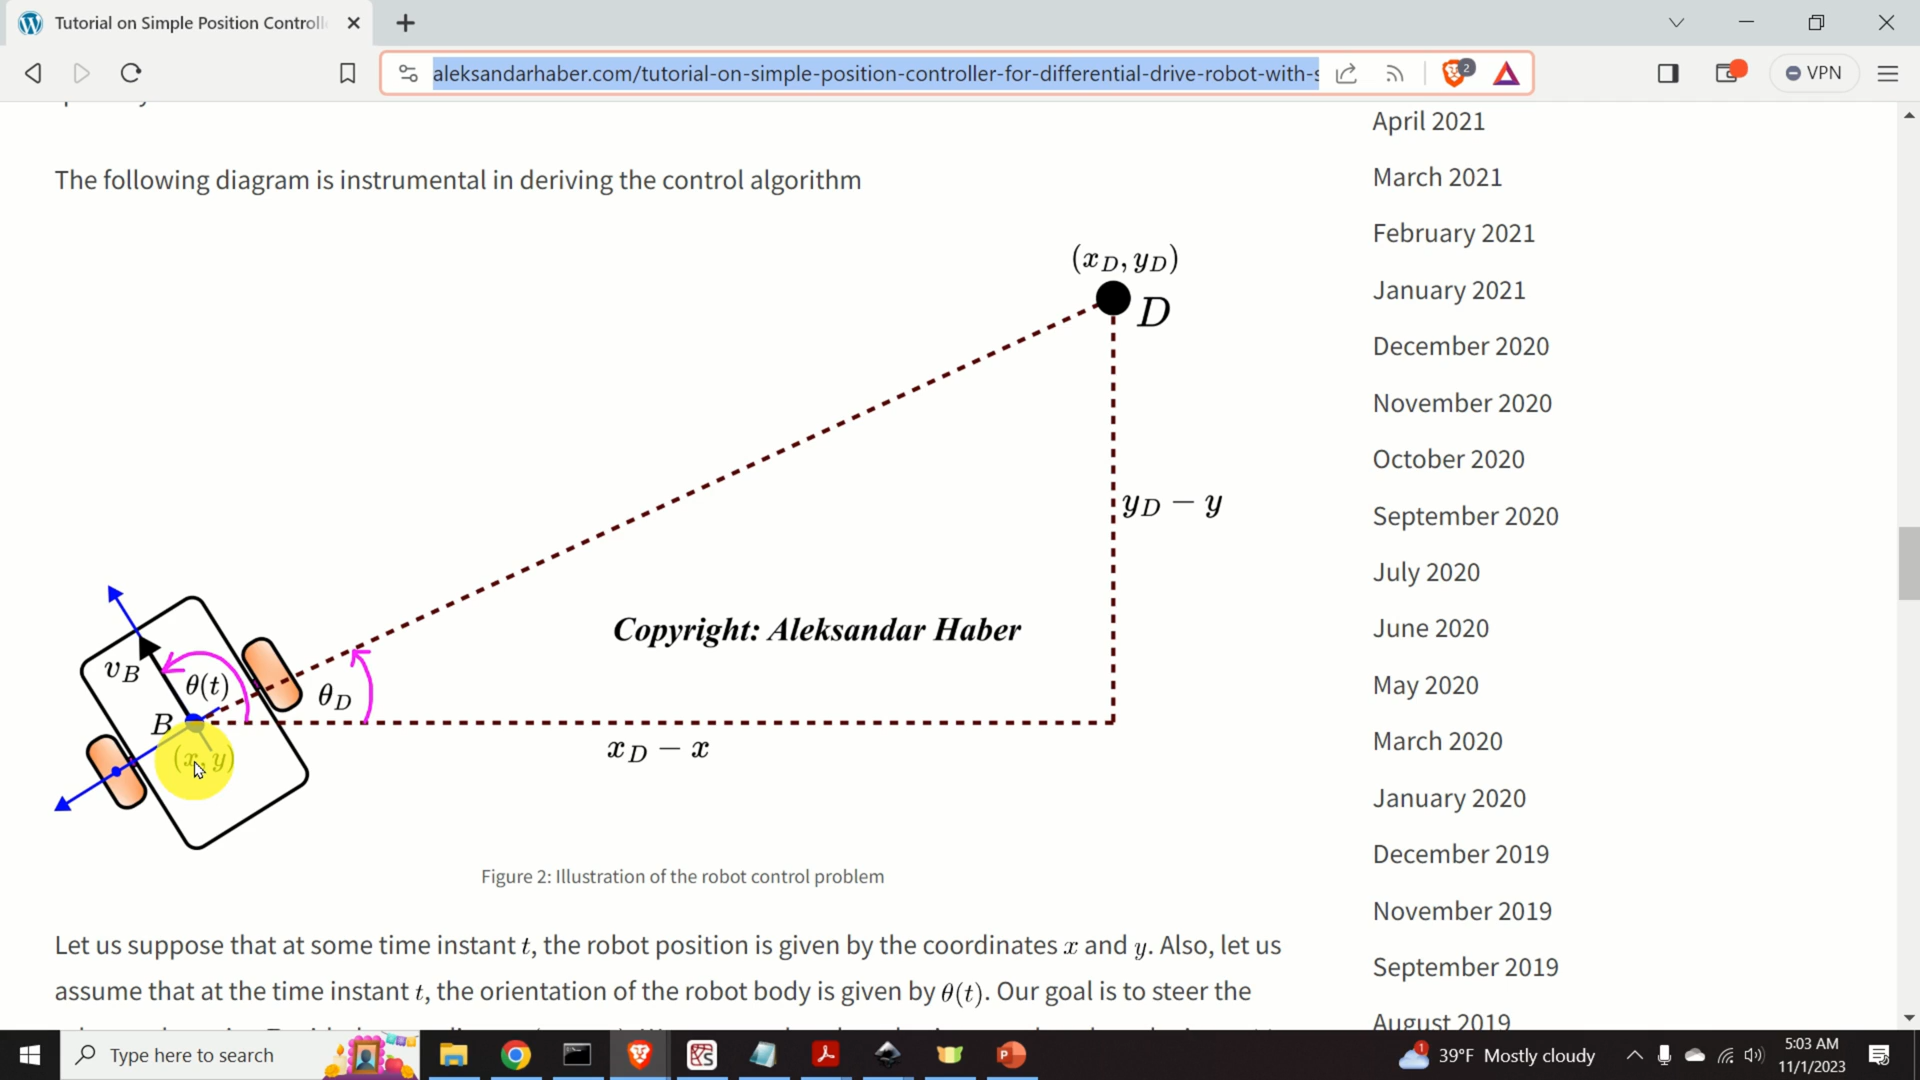 Tutorial on Simple Position Controll
aleksandarhaber.com/tutorial-on-simple-position-controller-for-differential-drive-robot-with-s
2
VPN
The following diagram is instrumental in deriving the control algorithm
(x_D, y_D)
D
y_D − y
Copyright: Aleksandar Haber
v_B
θ(t)
θ_D
B
(x, y)
x_D − x
Figure 2: Illustration of the robot control problem
Let us suppose that at some time instant t, the robot position is given by the coordinates x and y. Also, let us
assume that at the time instant t, the orientation of the robot body is given by θ(t). Our goal is to steer the
April 2021
March 2021
February 2021
January 2021
December 2020
November 2020
October 2020
September 2020
July 2020
June 2020
May 2020
March 2020
January 2020
December 2019
November 2019
September 2019
August 2019
Type here to search
1
39°F Mostly cloudy
5:03 AM
11/1/2023